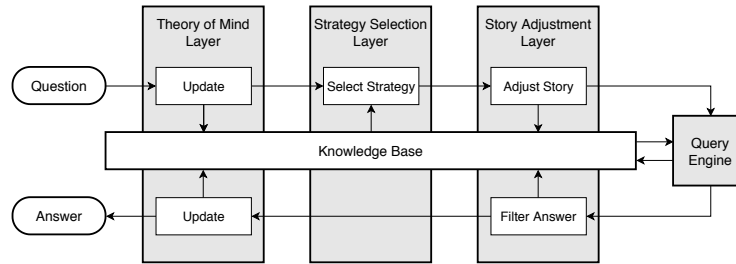 Theory of Mind
Layer
Strategy Selection
Layer
Story Adjustment
Layer
Question
Update
Select Strategy
Adjust Story
Knowledge Base
Query
Engine
Answer
Update
Filter Answer